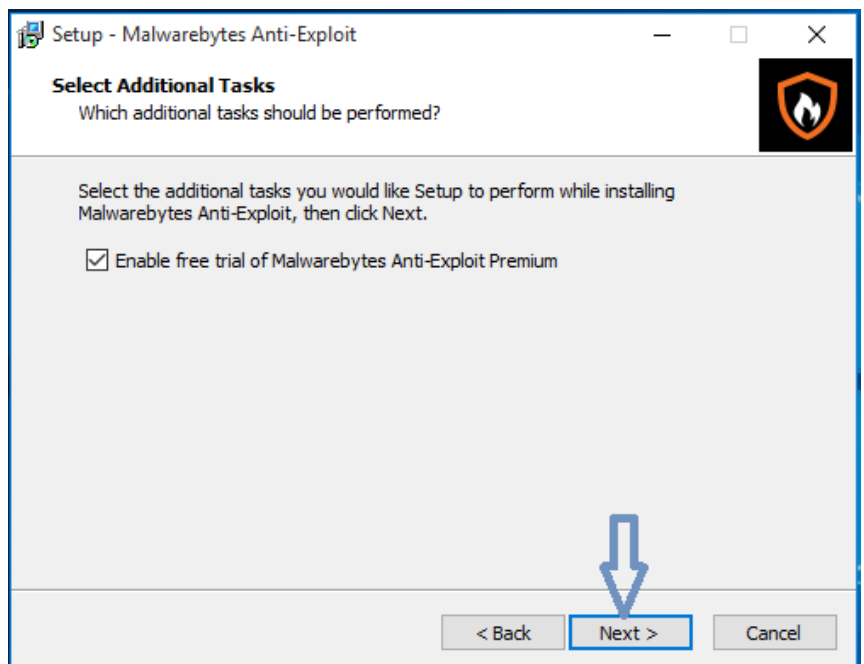 Setup - Malwarebytes Anti-Exploit
Select Additional Tasks
Which additional tasks should be performed?
Select the additional tasks you would like Setup to perform while installing
Malwarebytes Anti-Exploit, then click Next.
Enable free trial of Malwarebytes Anti-Exploit Premium
< Back
Next >
Cancel